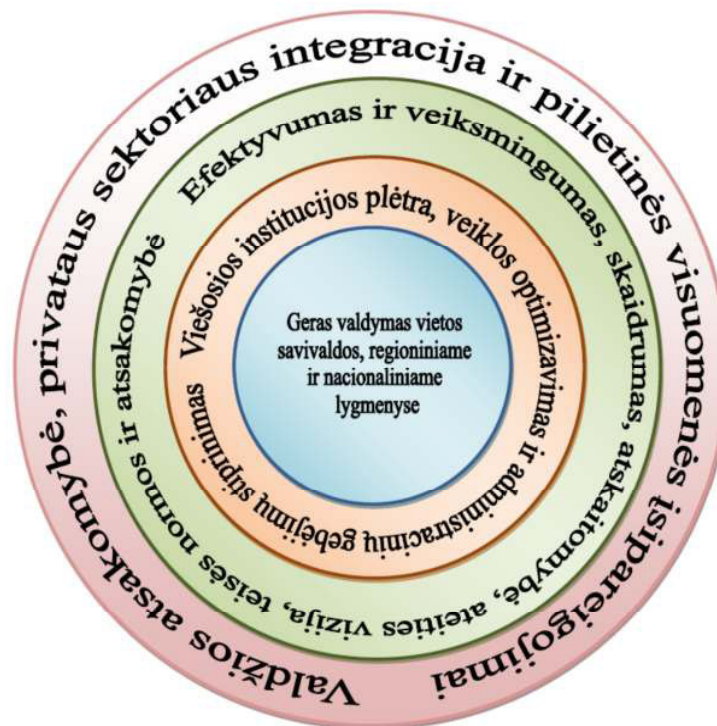 Valdžios atsakomybė, privataus sektoriaus integracija ir pilietinės visuomenės įsipareigojimai
Efektyvumas ir veiksmingumas, skaidrumas, atskaitomybė, ateities vizija, teisės normos ir atsakomybė
Viešosios institucijos plėtra, veiklos optimizavimas ir administracinių gebėjimų stiprinimas
Geras valdymas vietos
savivaldos, regioniniame
ir nacionaliniame
lygmenyse